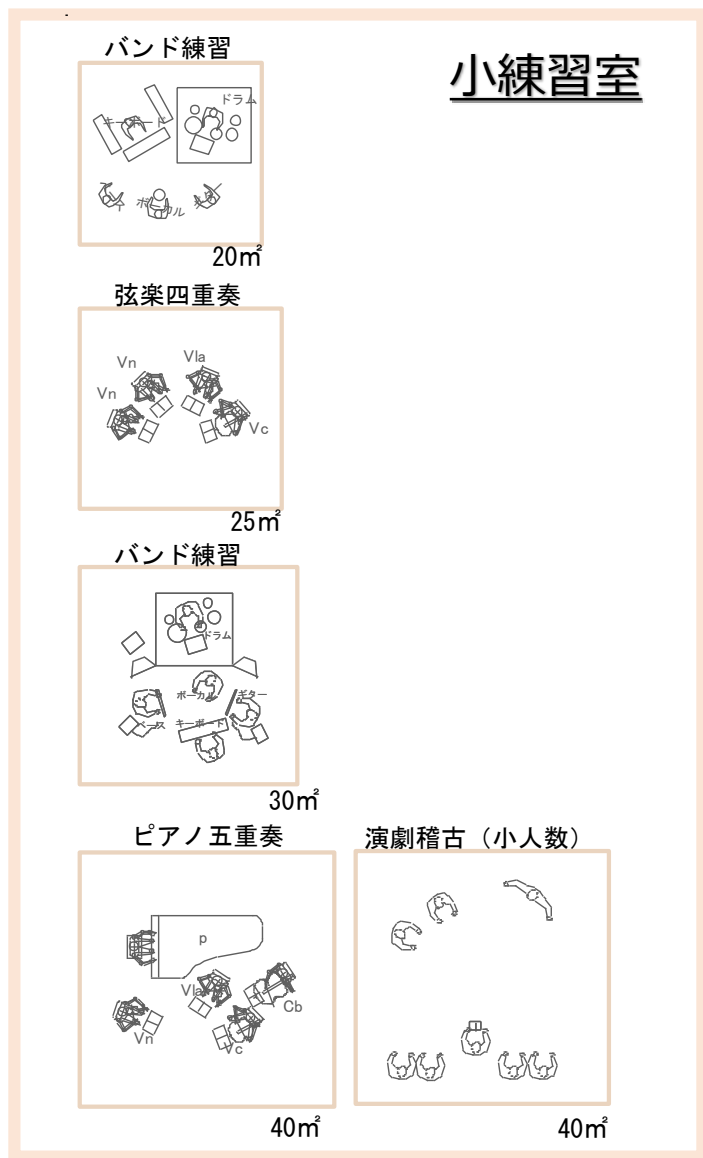 小練習室
バンド練習
キーボード
ドラム
ボーカル
20㎡
弦楽四重奏
Vn
Vla
Vn
Vc
25㎡
バンド練習
ドラム
ボーカル
ギター
ベース
キーボード
30㎡
ピアノ五重奏
p
Vla
Cb
Vn
Vc
40㎡
演劇稽古（小人数）
40㎡